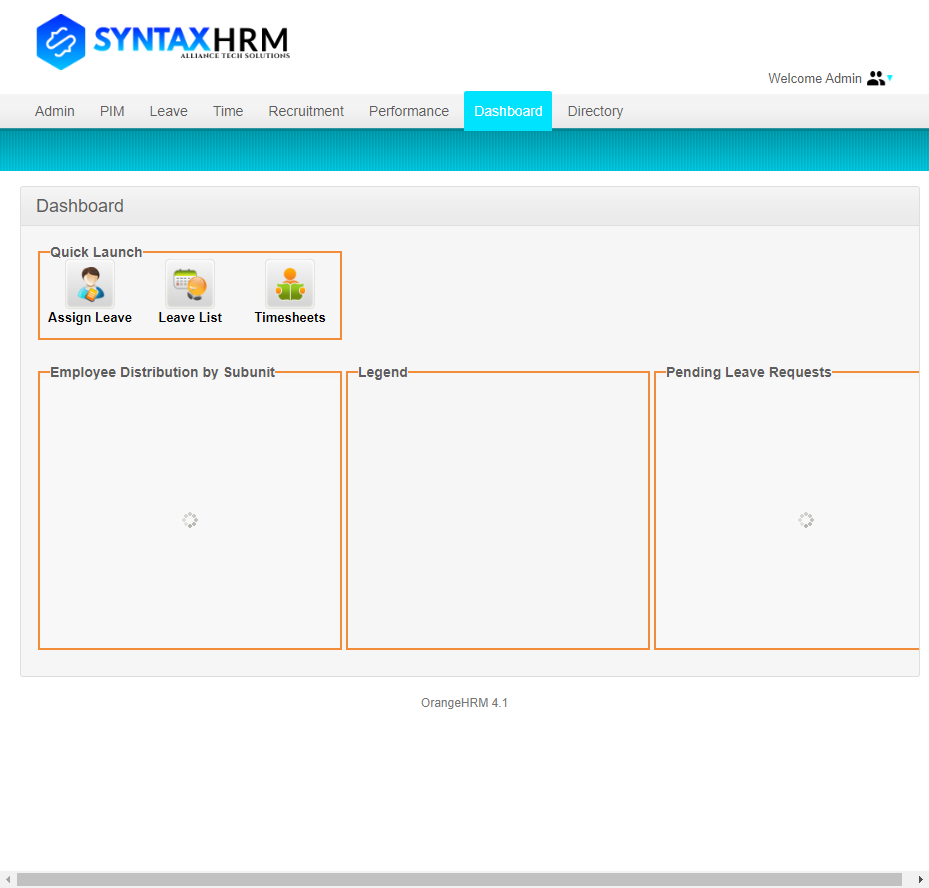 SYNTAXHRM
ALLIANCE TECH SOLUTIONS
Welcome Admin
Admin PIM Leave Time Recruitment Performance Dashboard Directory
Dashboard
Quick Launch
Assign Leave Leave List Timesheets
Employee Distribution by Subunit Legend Pending Leave Requests
OrangeHRM 4.1